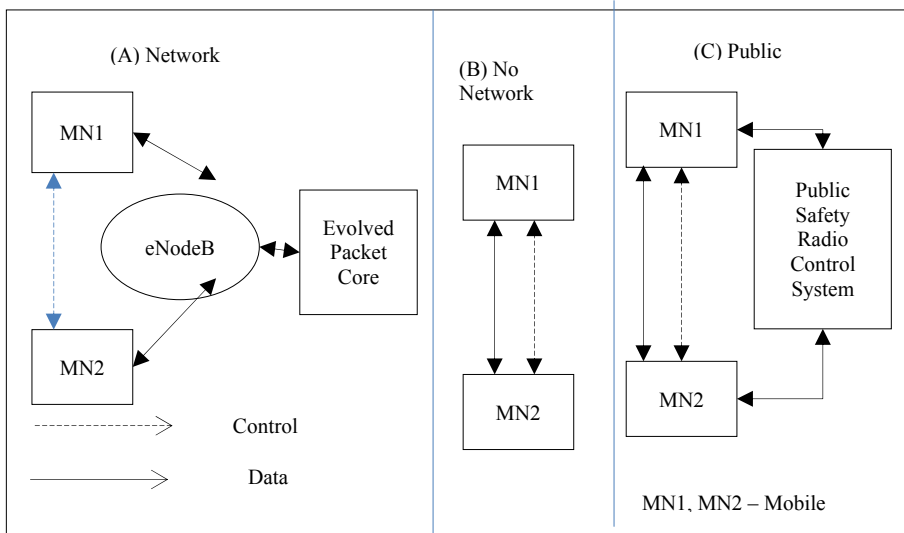 (A) Network
MN1
eNodeB
Evolved
Packet
Core
MN2
Control
Data
(B) No
Network
MN1
MN2
(C) Public
MN1
Public
Safety
Radio
Control
System
MN2
MN1, MN2 – Mobile